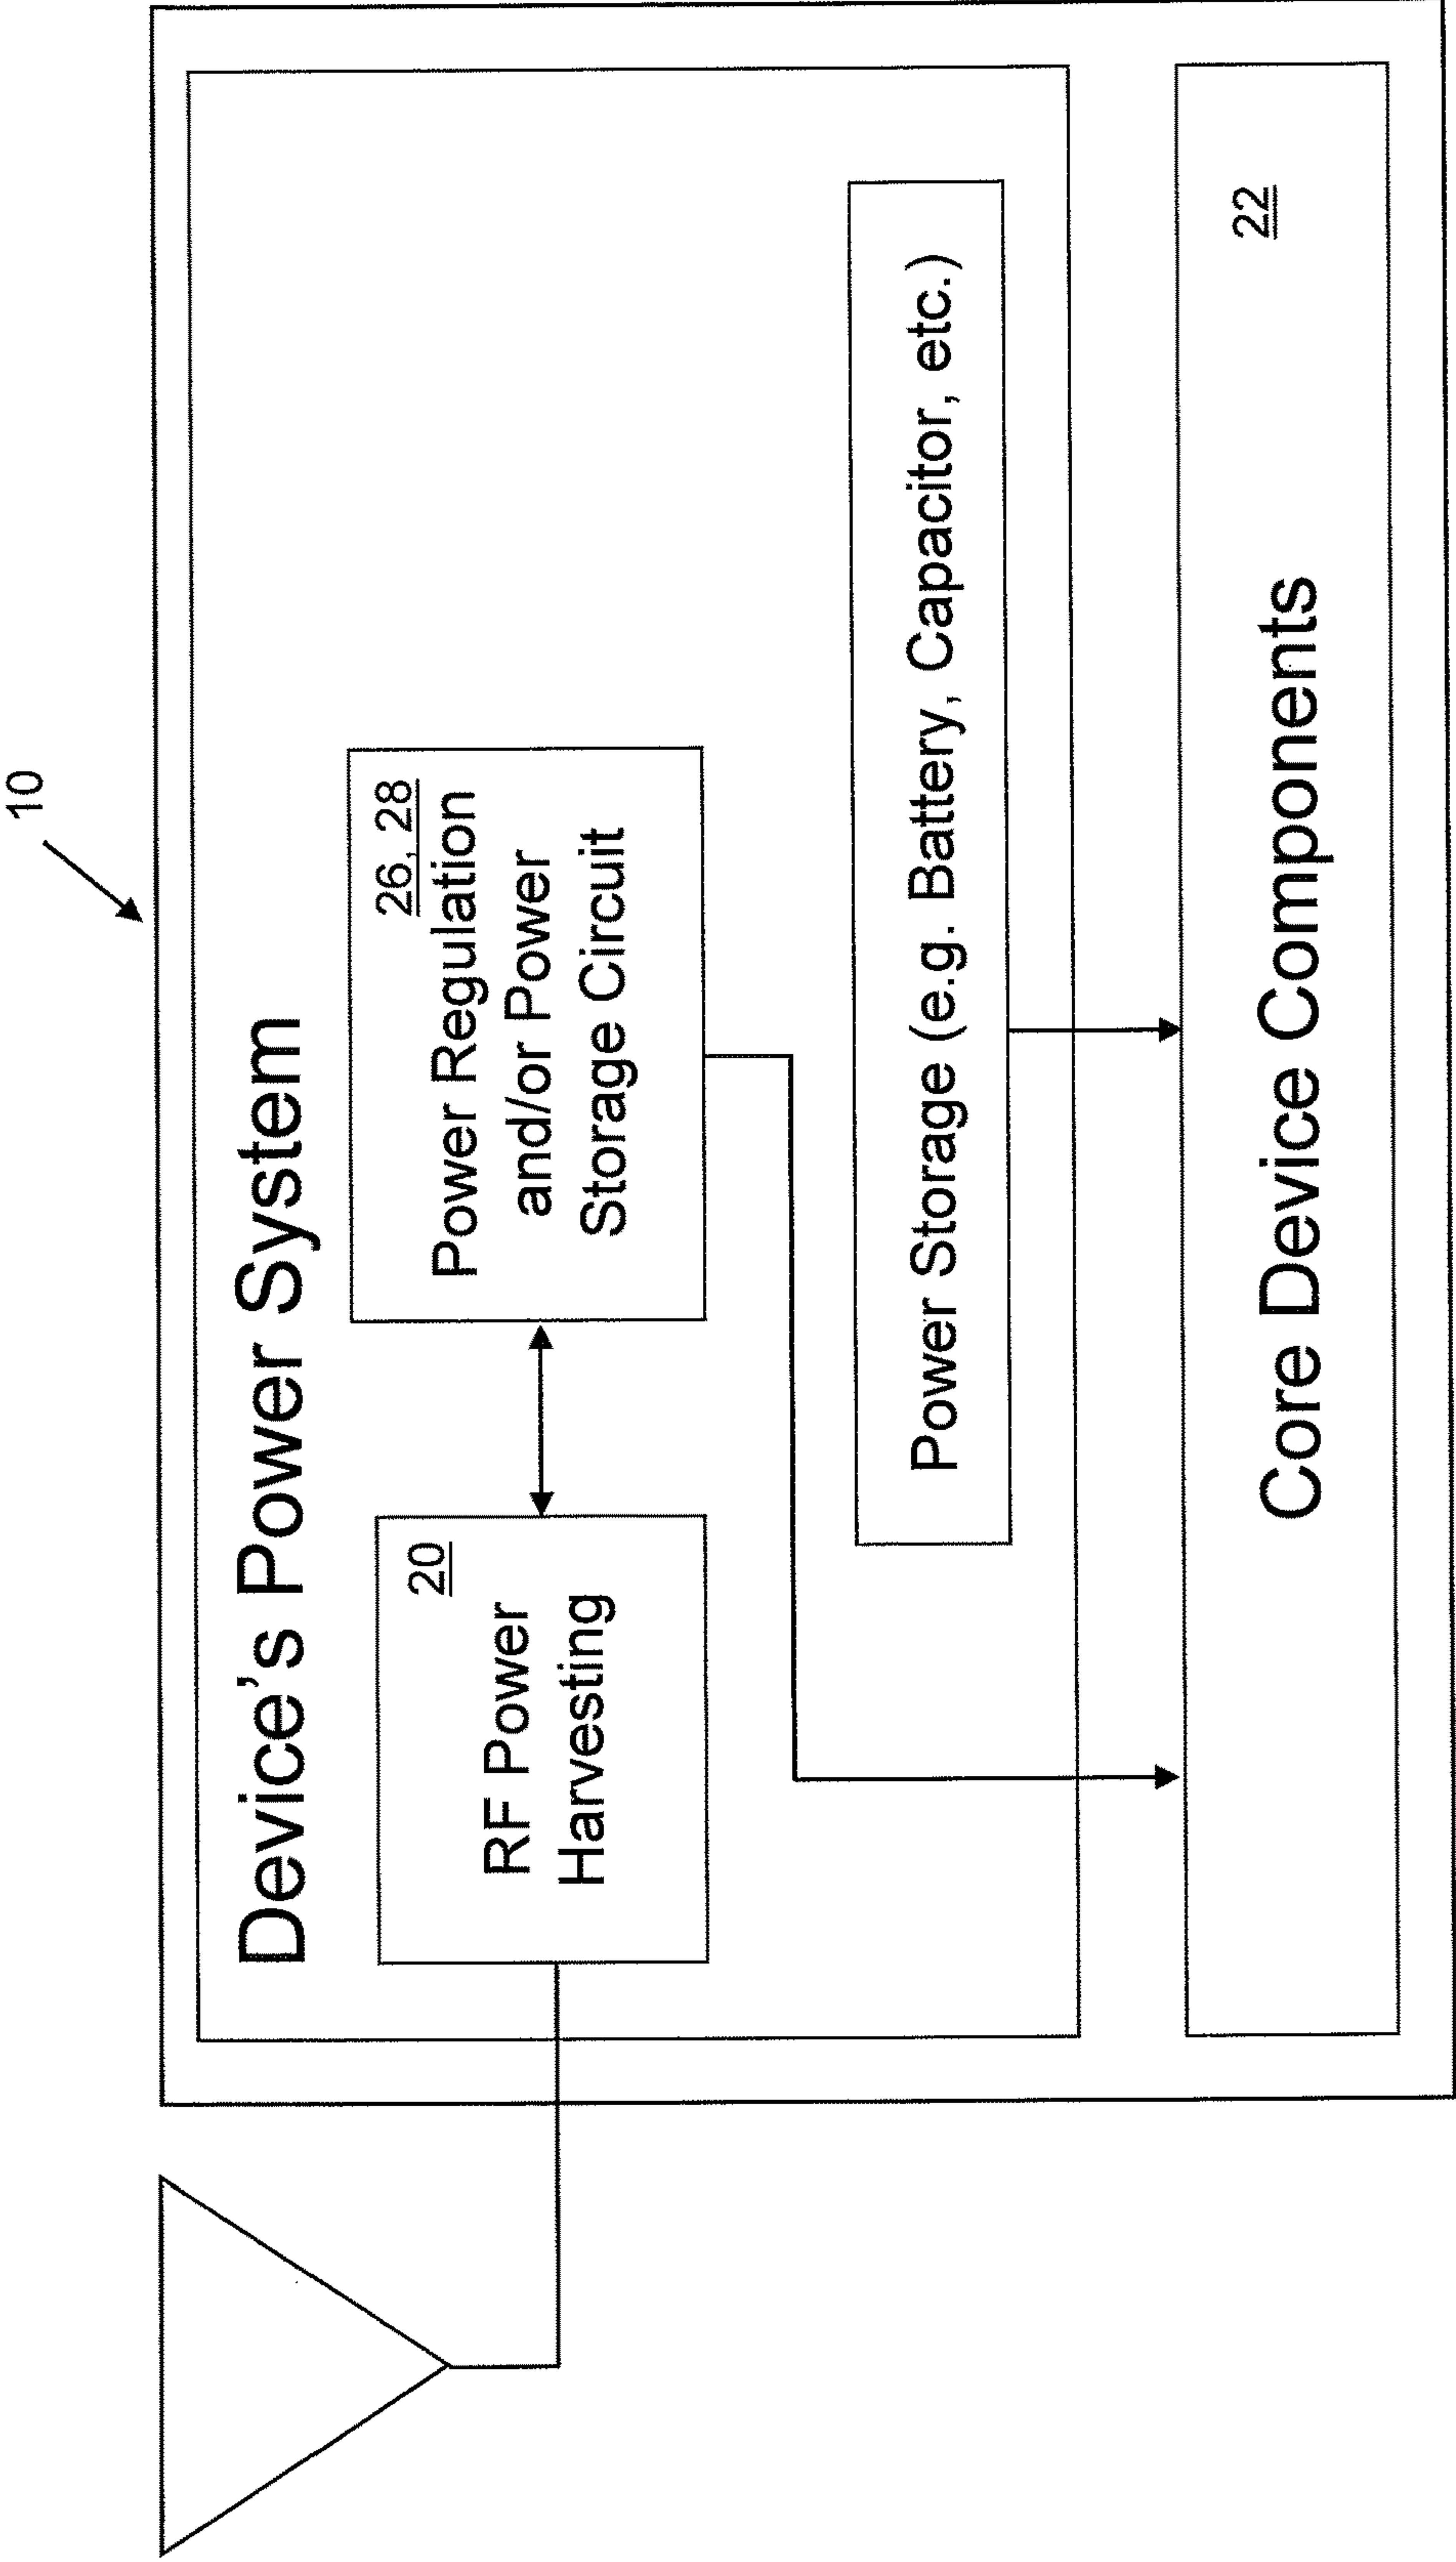 10
Device's Power System
20
RF Power
Harvesting
26, 28
Power Regulation
and/or Power
Storage Circuit
Power Storage (e.g. Battery, Capacitor, etc.)
22
Core Device Components